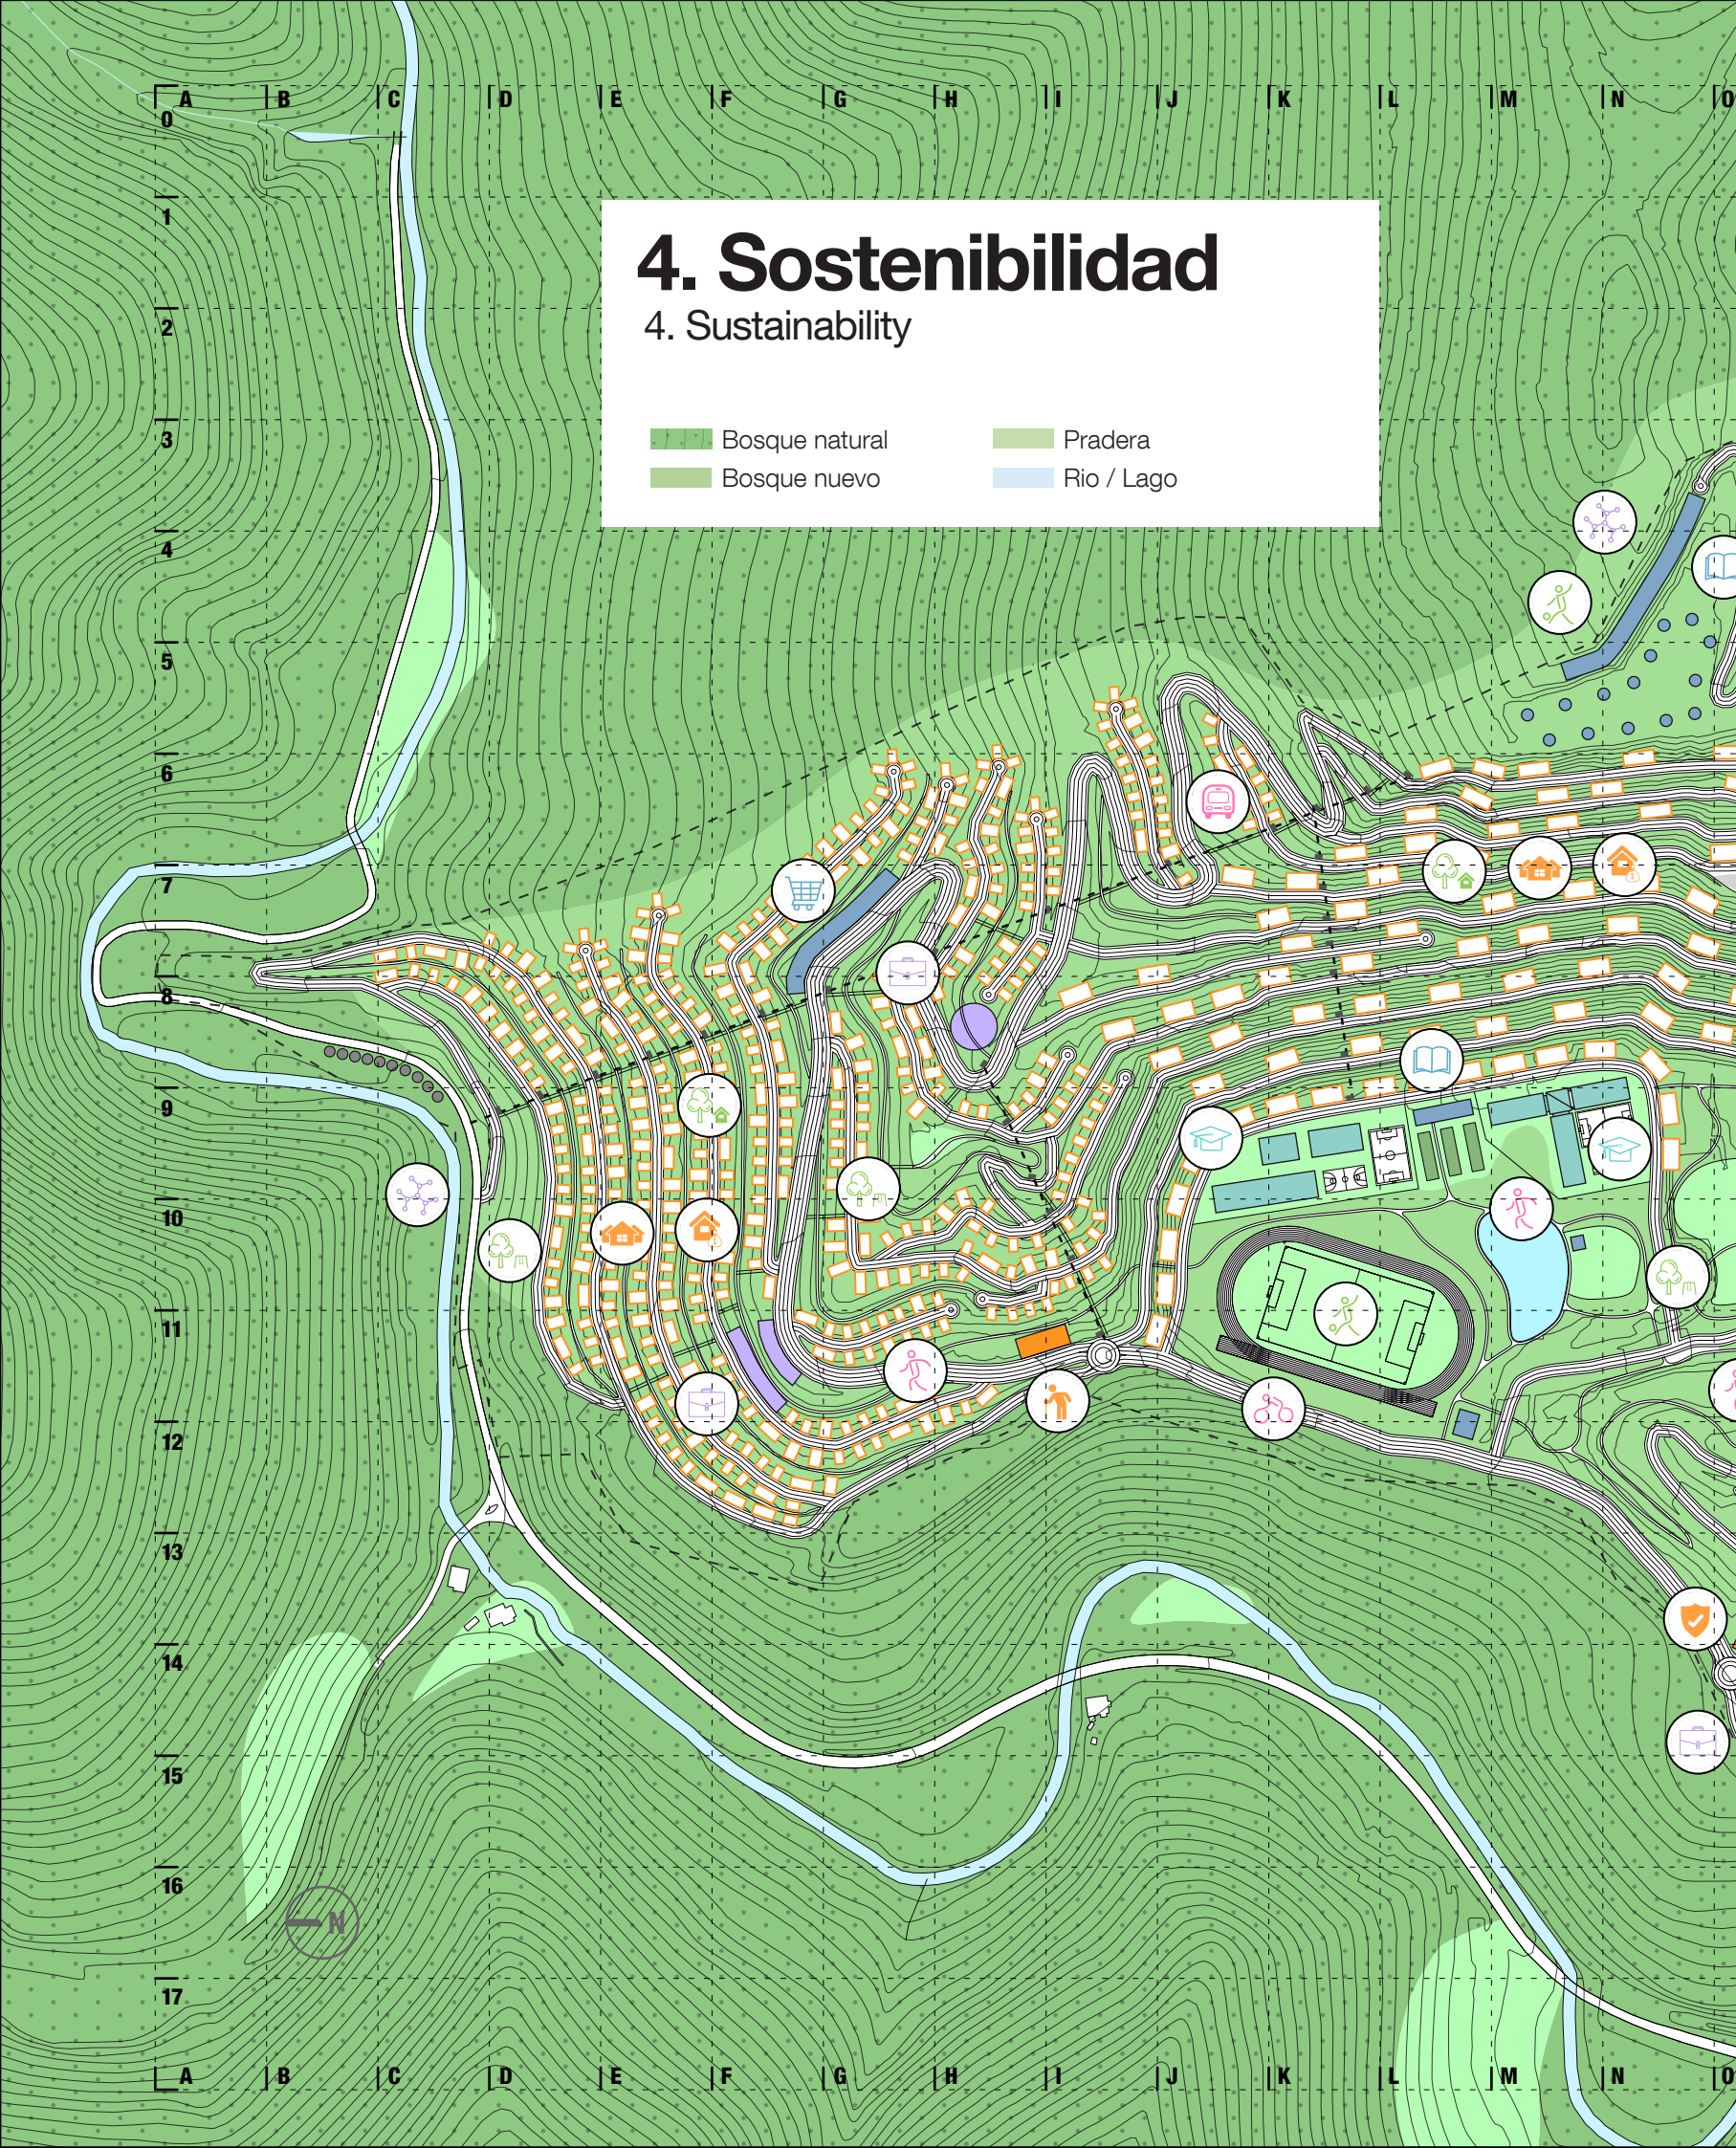 A B C D E F G H I J K L M N O
0
1
4. Sostenibilidad
4. Sustainability
2
Bosque natural
Pradera
3
Bosque nuevo
Rio / Lago
4
5
6
7
8
9
10
11
12
13
14
15
16
N
17
A B C D E F G H I J K L M N O